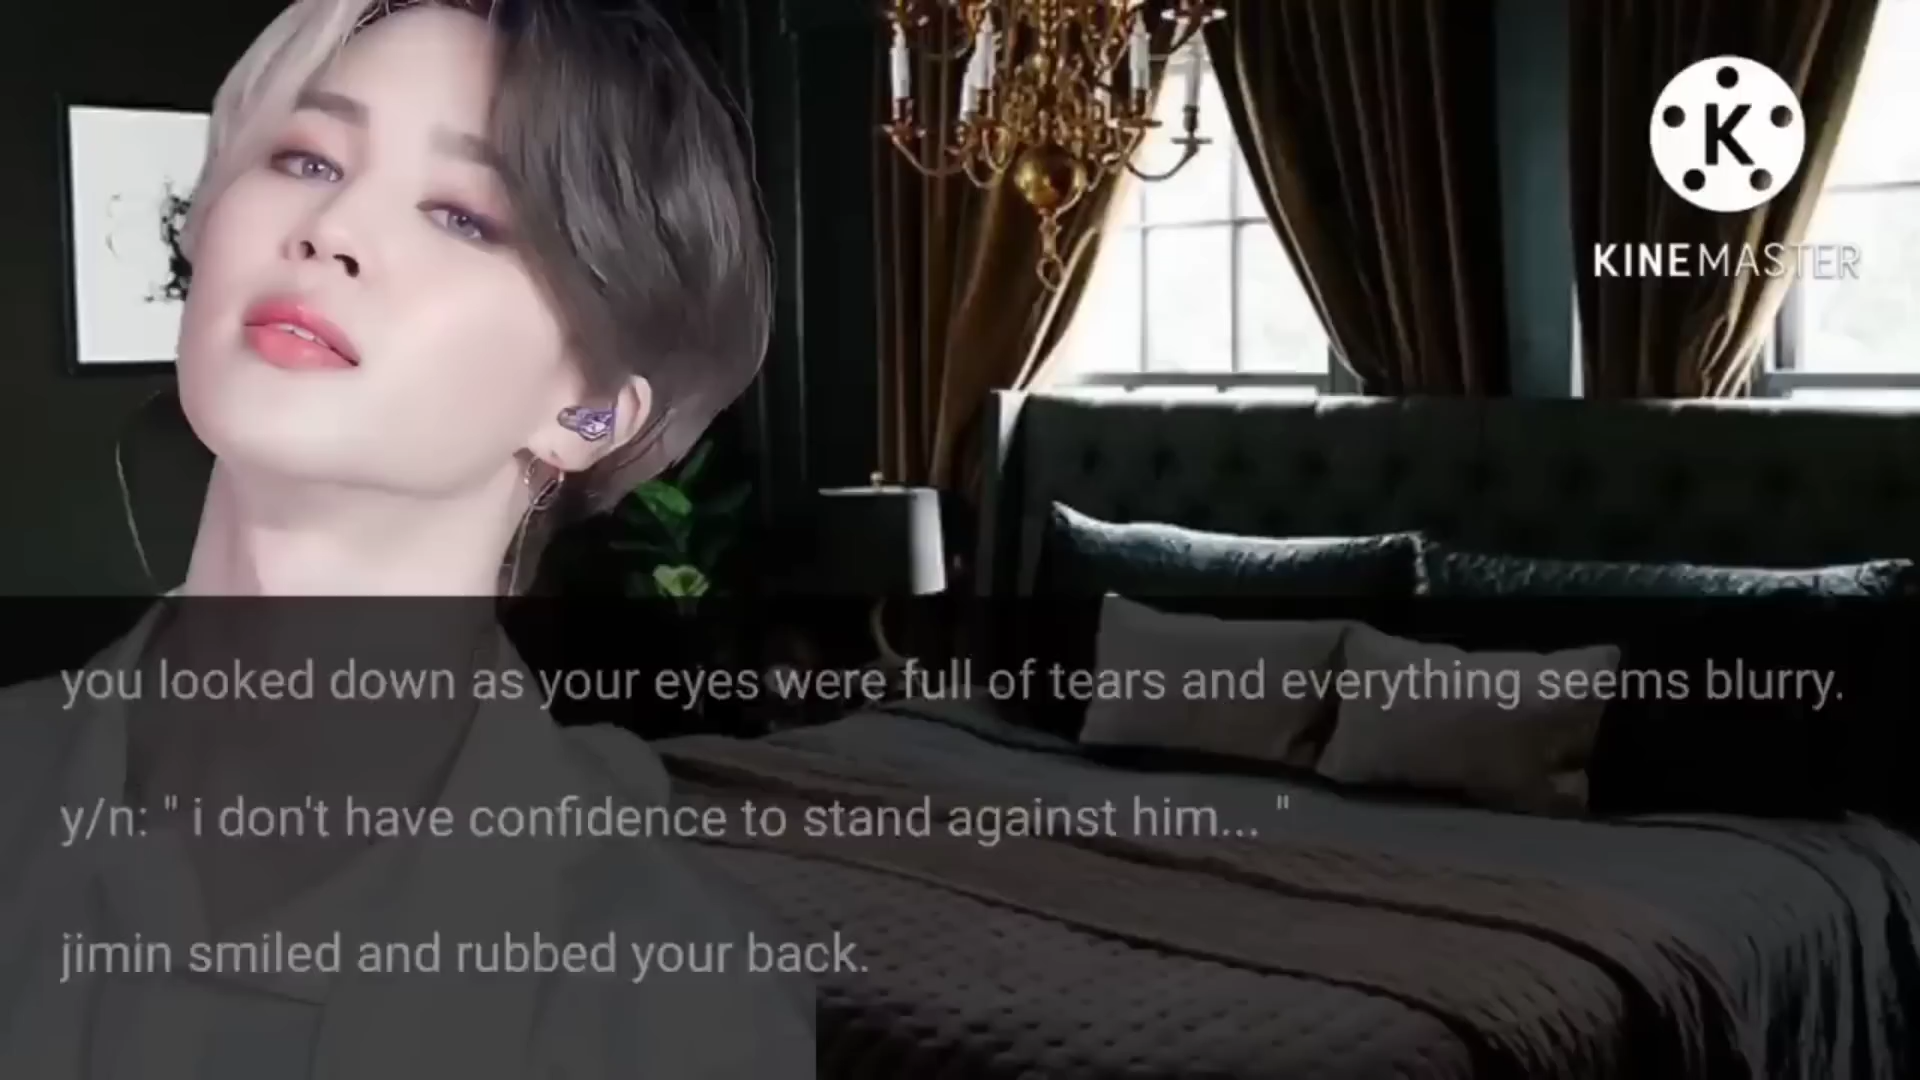 K
KINEMASTER
you looked down as your eyes were full of tears and everything seems blurry.
y/n: " i don't have confidence to stand against him... "
jimin smiled and rubbed your back.